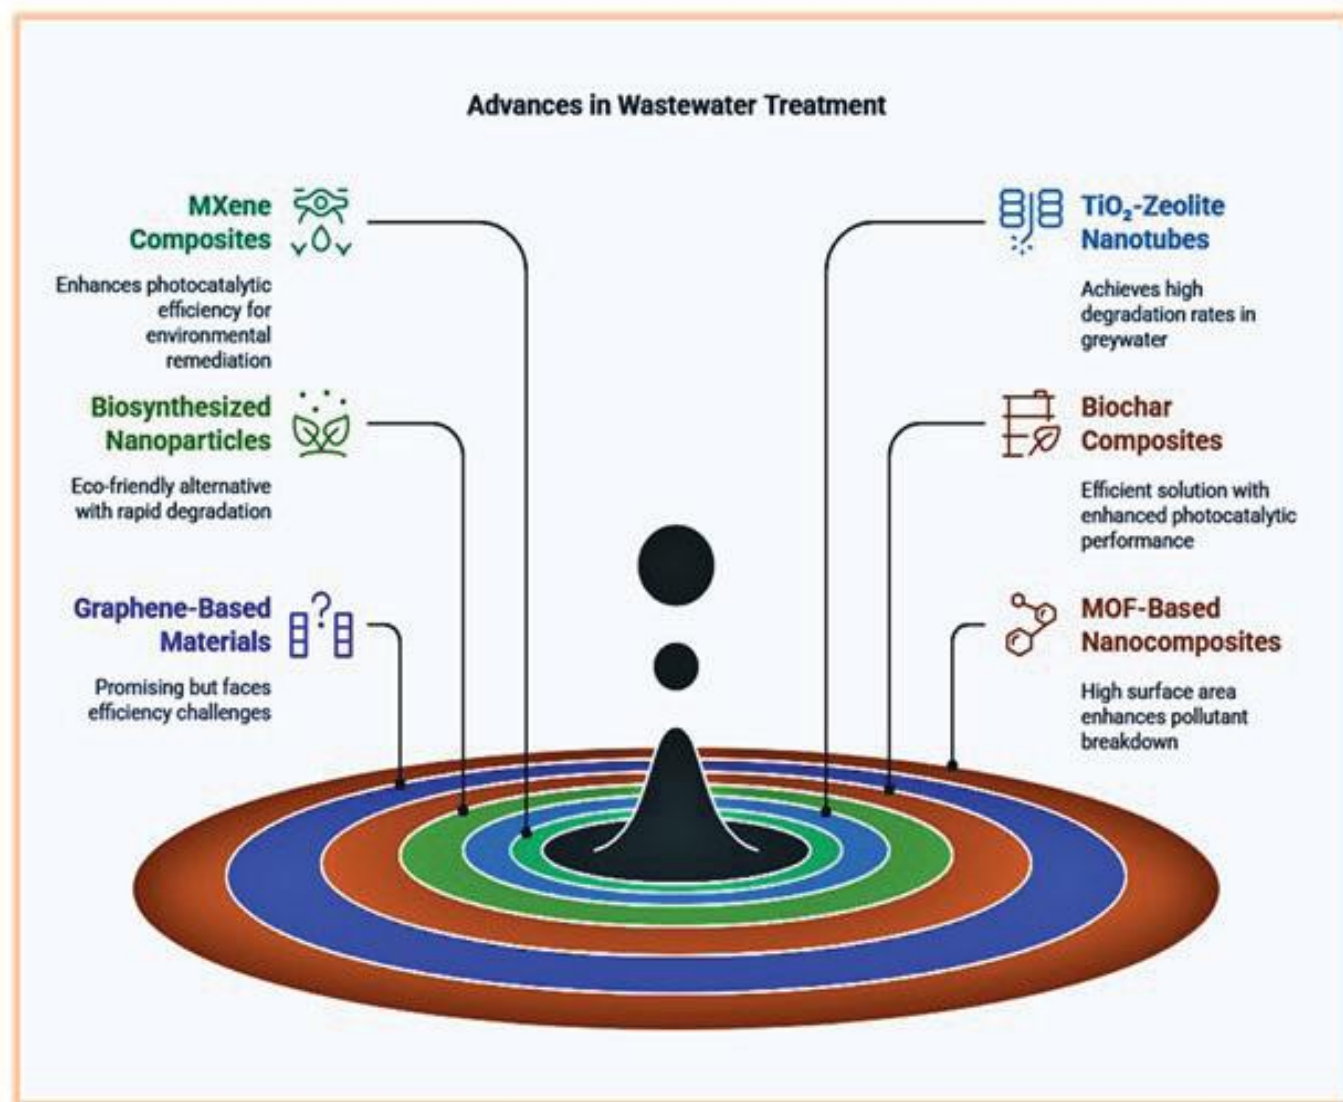 Advances in Wastewater Treatment
MXene
Composites
Enhances photocatalytic
efficiency for
environmental
remediation
Biosynthesized
Nanoparticles
Eco-friendly alternative
with rapid degradation
Graphene-Based
Materials
Promising but faces
efficiency challenges
TiO₂-Zeolite
Nanotubes
Achieves high
degradation rates in
greywater
Biochar
Composites
Efficient solution with
enhanced photocatalytic
performance
MOF-Based
Nanocomposites
High surface area
enhances pollutant
breakdown